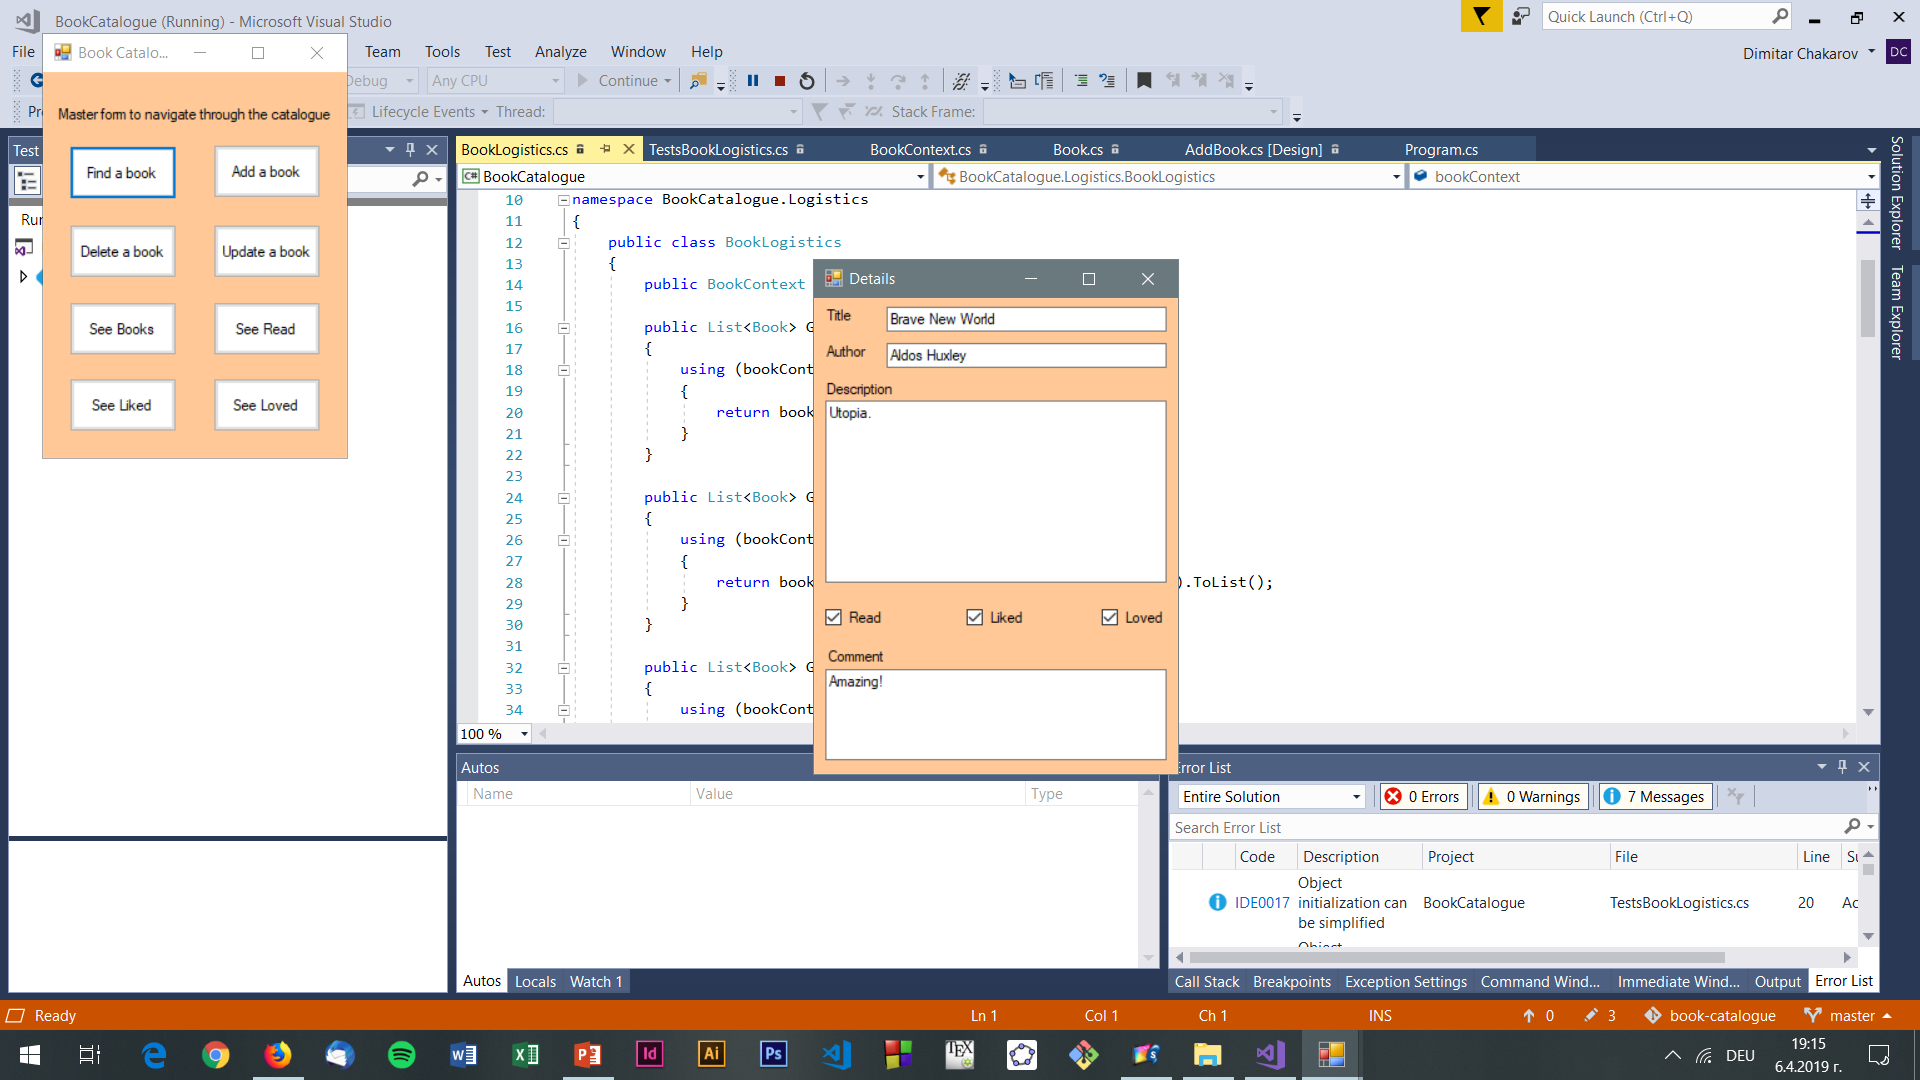 BookCatalogue (Running) - Microsoft Visual Studio
Quick Launch (Ctrl+Q)
File
Team Tools Test Analyze Window Help
Dimitar Chakarov
DC
Debug Any CPU Continue
Lifecycle Events Thread: Stack Frame:
Book Catalo...
Master form to navigate through the catalogue
Find a book
Add a book
Delete a book
Update a book
See Books
See Read
See Liked
See Loved
Test
BookLogistics.cs TestsBookLogistics.cs BookContext.cs Book.cs AddBook.cs [Design] Program.cs
C# BookCatalogue
BookCatalogue.Logistics.BookLogistics
bookContext
10 namespace BookCatalogue.Logistics
11 {
12 public class BookLogistics
13 {
14 public BookContext
15
16 public List<Book> G
17 {
18 using (bookCont
19 {
20 return book
21 }
22 }
23
24 public List<Book> G
25 {
26 using (bookCont
27 {
28 return book ).ToList();
29 }
30 }
31
32 public List<Book> G
33 {
34 using (bookCont
100 %
Solution Explorer
Team Explorer
Details
Title Brave New World
Author Aldos Huxley
Description
Utopia.
Read Liked Loved
Comment
Amazing!
Autos
Name Value Type
Autos Locals Watch 1
Error List
Entire Solution 0 Errors 0 Warnings 7 Messages
Search Error List
Code Description Project File Line
IDE0017 Object initialization can be simplified BookCatalogue TestsBookLogistics.cs 20
Call Stack Breakpoints Exception Settings Command Wind... Immediate Wind... Output Error List
Ready Ln 1 Col 1 Ch 1 INS 0 3 book-catalogue master
DEU
19:15
6.4.2019 г.